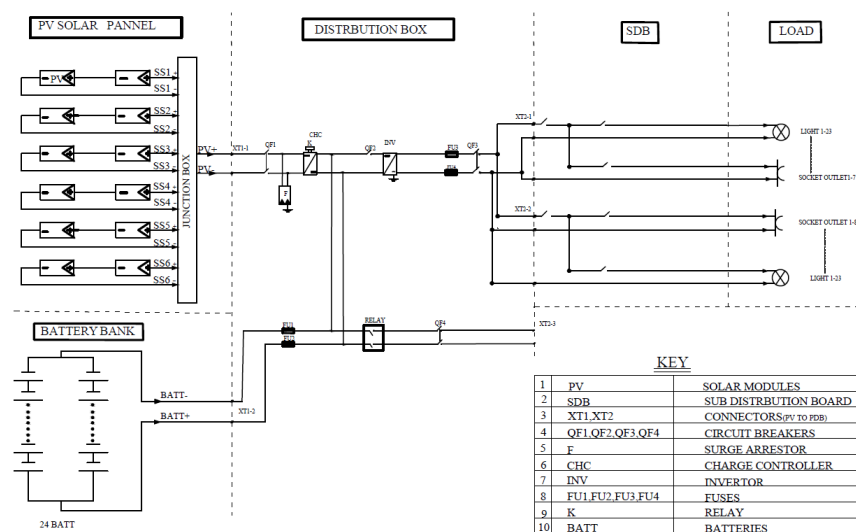 PV SOLAR PANNEL
DISTRBUTION BOX
SDB
LOAD
PV
SS1 +
SS1 -
SS2 +
SS2 -
SS3 +
SS3 -
SS4 +
SS4 -
SS5 +
SS5 -
SS6 +
SS6 -
JUNCTION BOX
PV+
PV-
XT1-1
QF1
F
CHC
K
QF2
INV
FU3
FU4
QF3
XT2-1
LIGHT 1-23
SOCKET OUTLET1-7
XT2-2
SOCKET OUTLET 1-8
LIGHT 1-23
BATTERY BANK
BATT-
BATT+
XT1-2
24 BATT
FU1
FU2
RELAY
QF4
XT2-3
KEY
1 PV SOLAR MODULES
2 SDB SUB DISTRBUTION BOARD
3 XT1,XT2 CONNECTORS(PV TO PDB)
4 QF1,QF2,QF3,QF4 CIRCUIT BREAKERS
5 F SURGE ARRESTOR
6 CHC CHARGE CONTROLLER
7 INV INVERTOR
8 FU1,FU2,FU3,FU4 FUSES
9 K RELAY
10 BATT BATTERIES